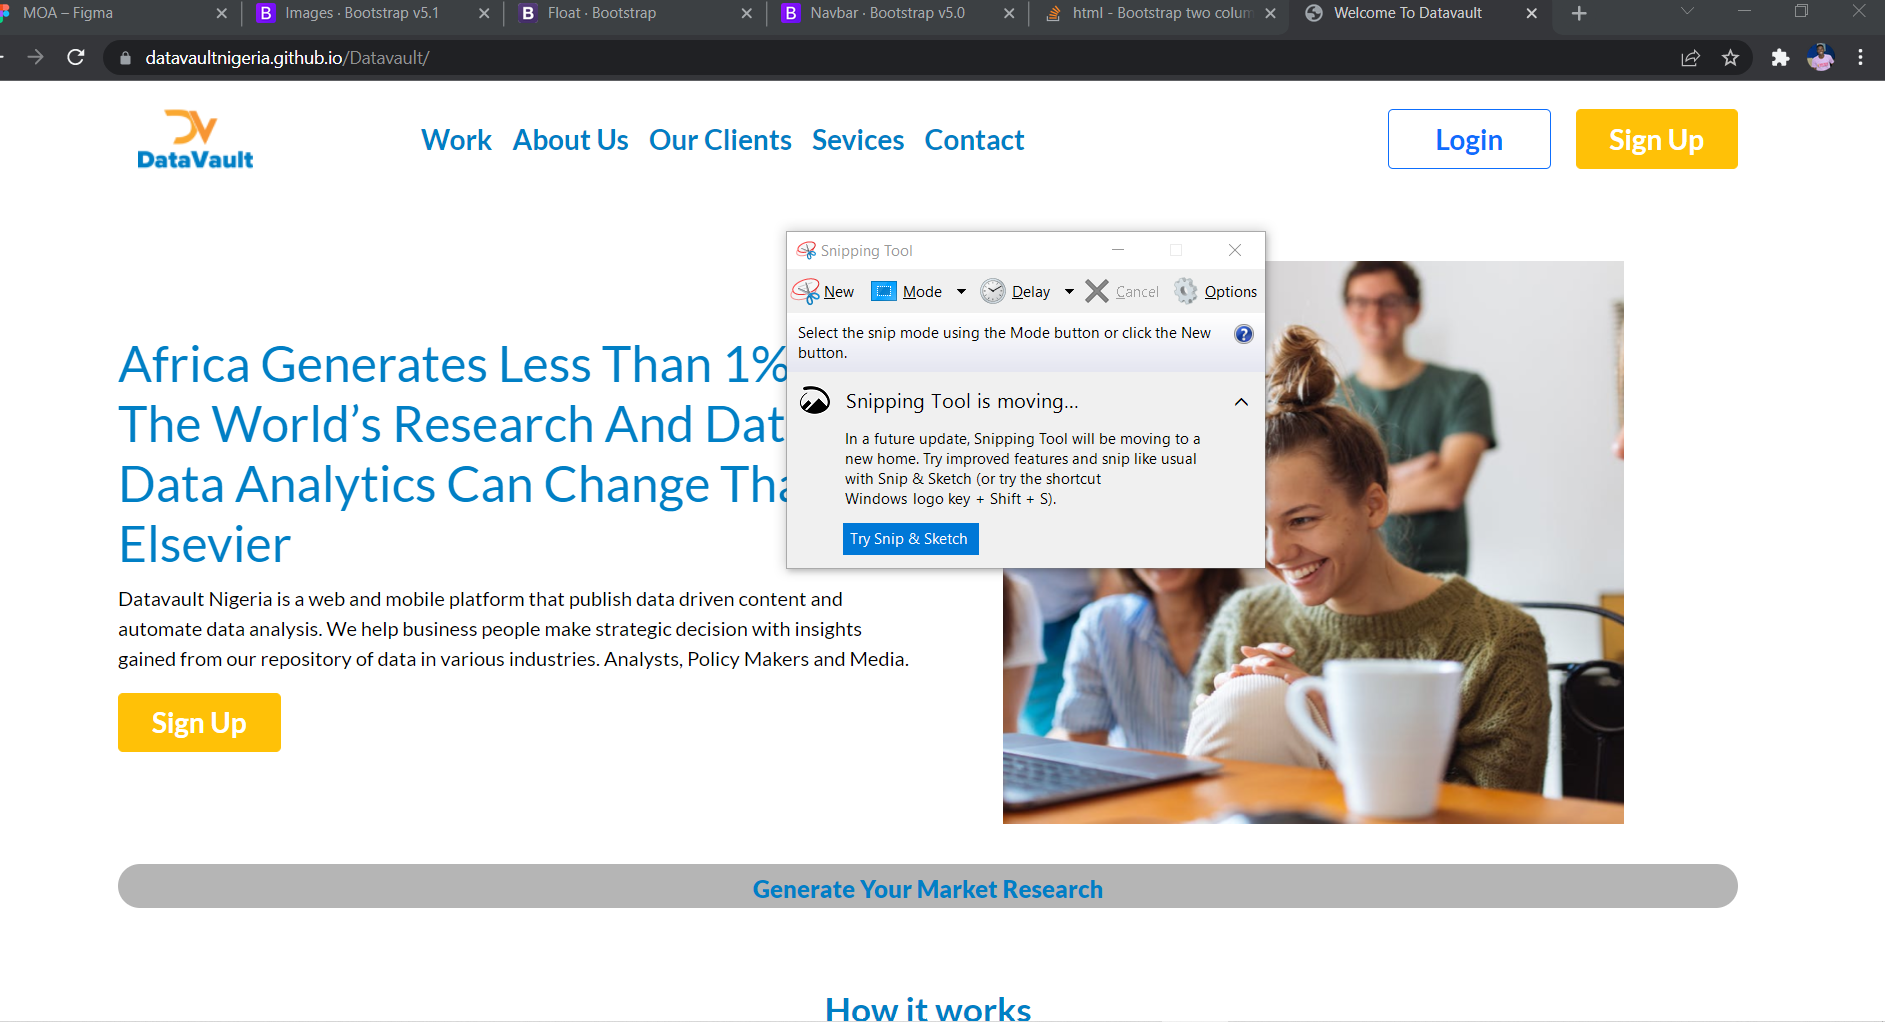 MOA – Figma
Images · Bootstrap v5.1
Float · Bootstrap
Navbar · Bootstrap v5.0
html - Bootstrap two colum
Welcome To Datavault
datavaultnigeria.github.io/Datavault/
DV
DataVault
Work About Us Our Clients Sevices Contact
Login
Sign Up
Snipping Tool
New Mode Delay Cancel Options
Select the snip mode using the Mode button or click the New
button.
Snipping Tool is moving...
In a future update, Snipping Tool will be moving to a
new home. Try improved features and snip like usual
with Snip & Sketch (or try the shortcut
Windows logo key + Shift + S).
Try Snip & Sketch
Africa Generates Less Than 1%
The World’s Research And Dat
Data Analytics Can Change Tha
Elsevier
Datavault Nigeria is a web and mobile platform that publish data driven content and
automate data analysis. We help business people make strategic decision with insights
gained from our repository of data in various industries. Analysts, Policy Makers and Media.
Sign Up
Generate Your Market Research
How it works